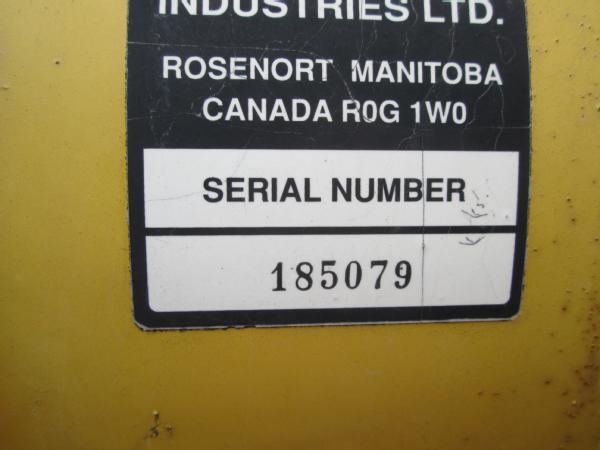 INDUSTRIES LTD.
ROSENORT MANITOBA
CANADA R0G 1W0
SERIAL NUMBER
185079